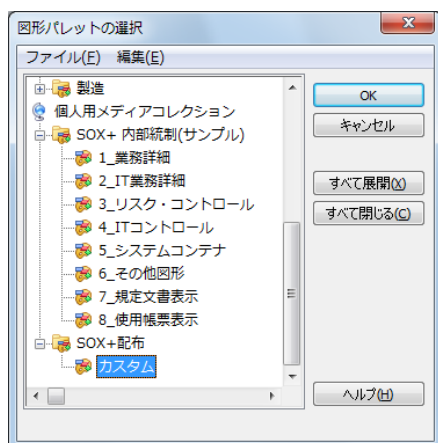 図形パレットの選択
ファイル(F) 編集(E)
製造
個人用メディアコレクション
SOX+ 内部統制(サンプル)
1_業務詳細
2_IT業務詳細
3_リスク・コントロール
4_ITコントロール
5_システムコンテナ
6_その他図形
7_規定文書表示
8_使用帳票表示
SOX+配布
カスタム
OK
キャンセル
すべて展開(X)
すべて閉じる(C)
ヘルプ(H)